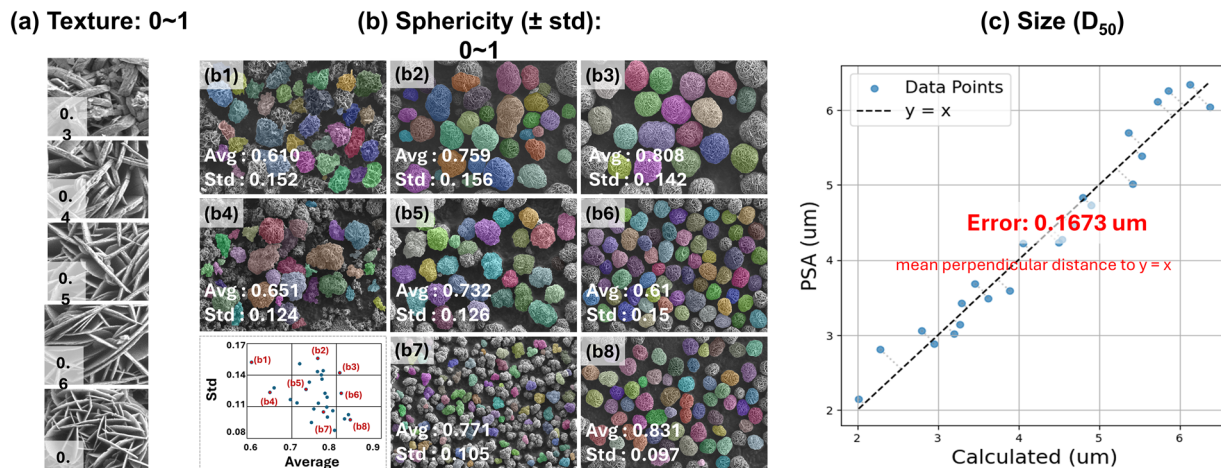 (a) Texture: 0~1
0.
3
0.
4
0.
5
0.
6
0.
(b) Sphericity (± std):
0~1
(b1)
Avg : 0.610
Std : 0.152
(b2)
Avg : 0.759
Std : 0. 156
(b3)
Avg : 0.808
Std : 0. 142
(b4)
Avg : 0.651
Std : 0.124
(b5)
Avg : 0.732
Std : 0.126
(b6)
Avg : 0.61
Std : 0.15
0.17
0.14
0.11
0.08
Std
(b1)
(b2)
(b3)
(b4)
(b5)
(b6)
(b7)
(b8)
0.6 0.7 0.8 0.9
Average
(b7)
Avg : 0.771
Std : 0.105
(b8)
Avg : 0.831
Std : 0.097
(c) Size (D50)
Data Points
y = x
Error: 0.1673 um
mean perpendicular distance to y = x
PSA (um)
6
5
4
3
2
2 3 4 5 6
Calculated (um)